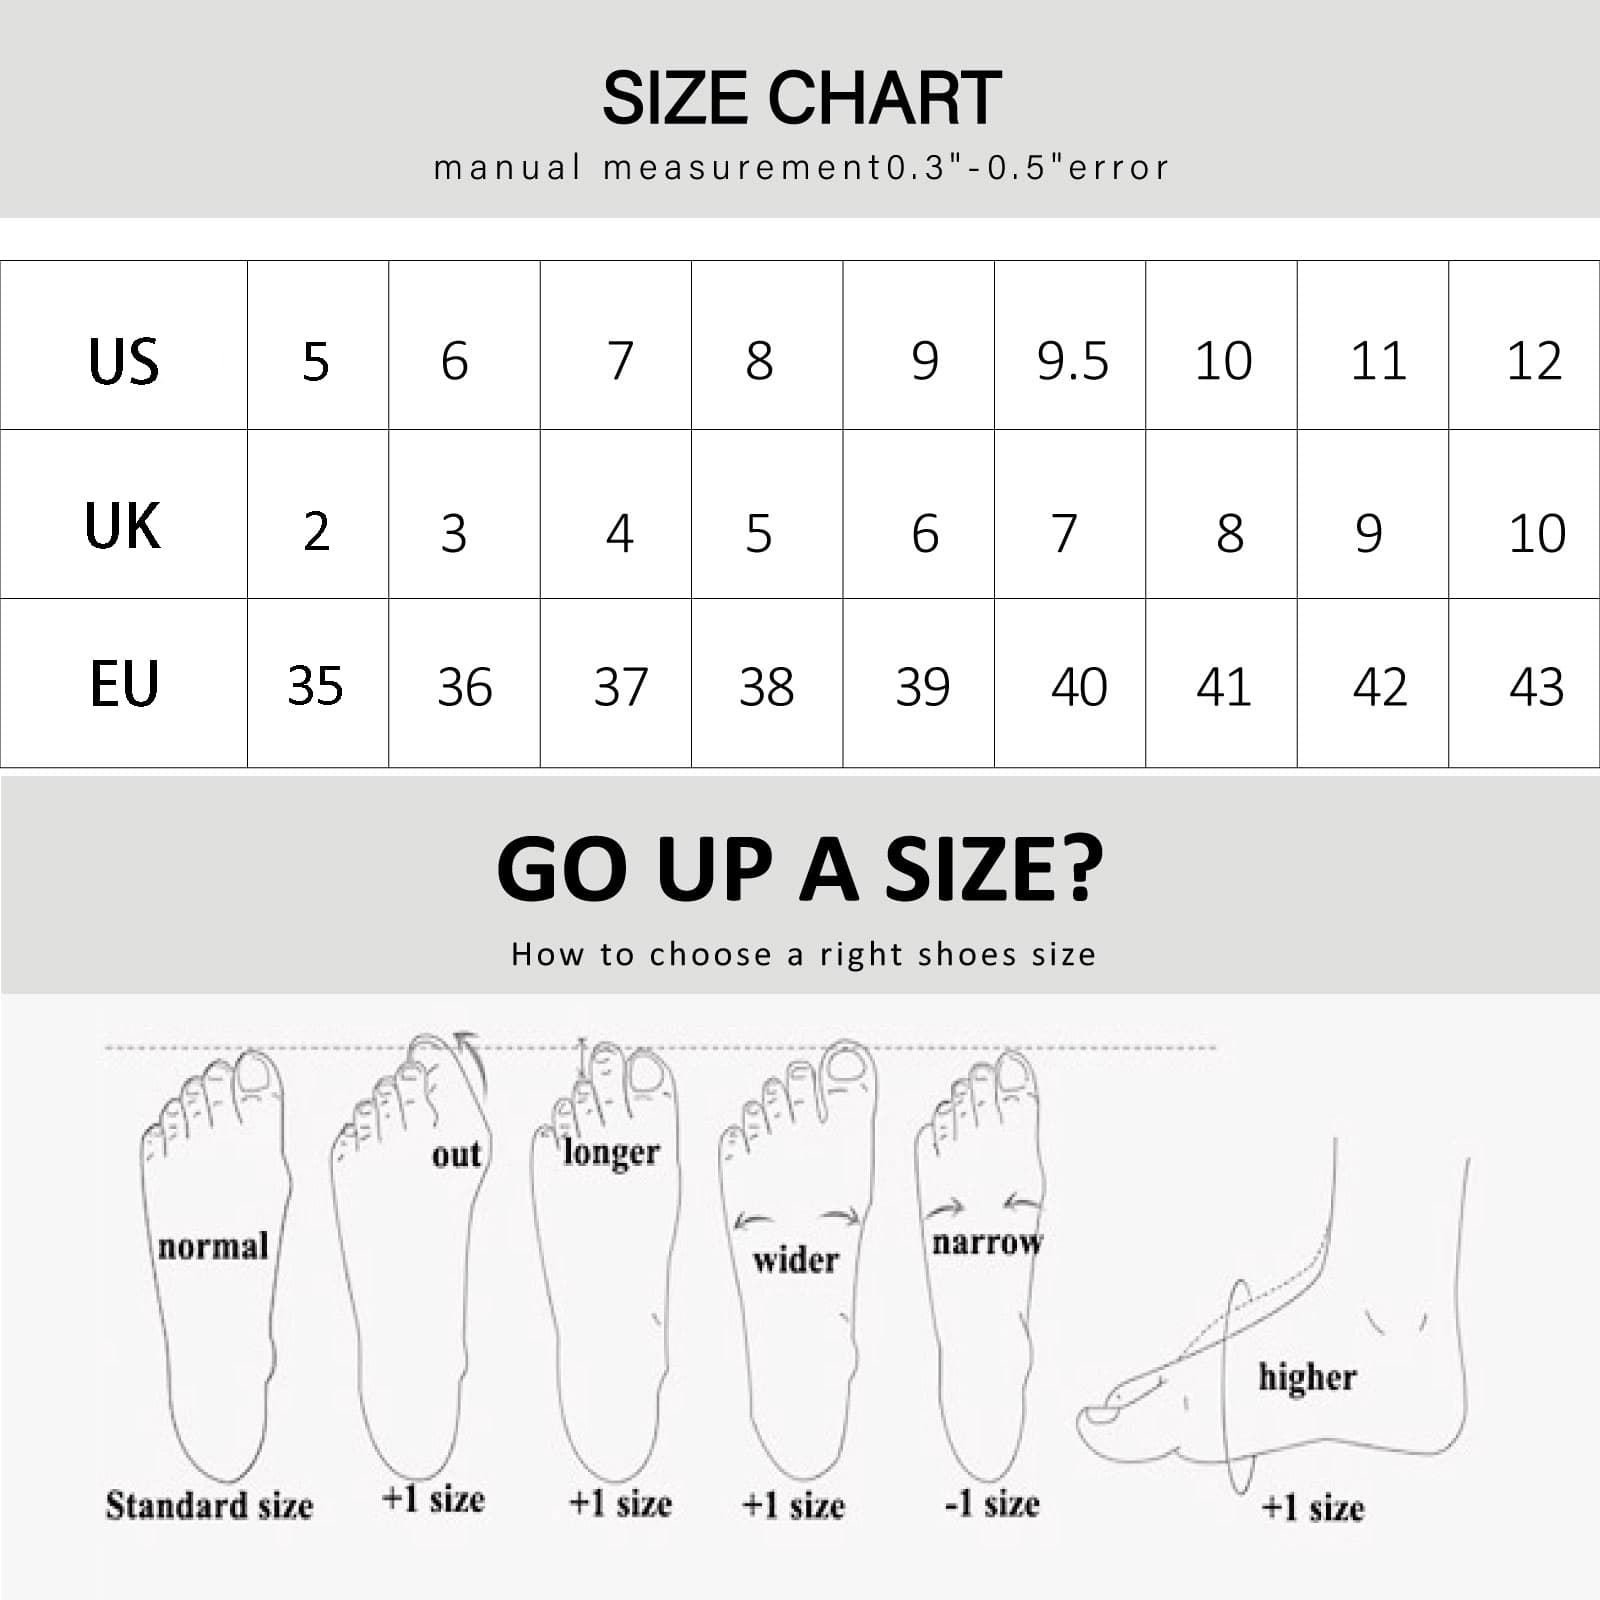 SIZE CHART
manual measurement0.3"-0.5"error
US 5 6 7 8 9 9.5 10 11 12
UK 2 3 4 5 6 7 8 9 10
EU 35 36 37 38 39 40 41 42 43
GO UP A SIZE?
How to choose a right shoes size
normal
out
longer
wider
narrow
higher
Standard size
+1 size
+1 size
+1 size
-1 size
+1 size